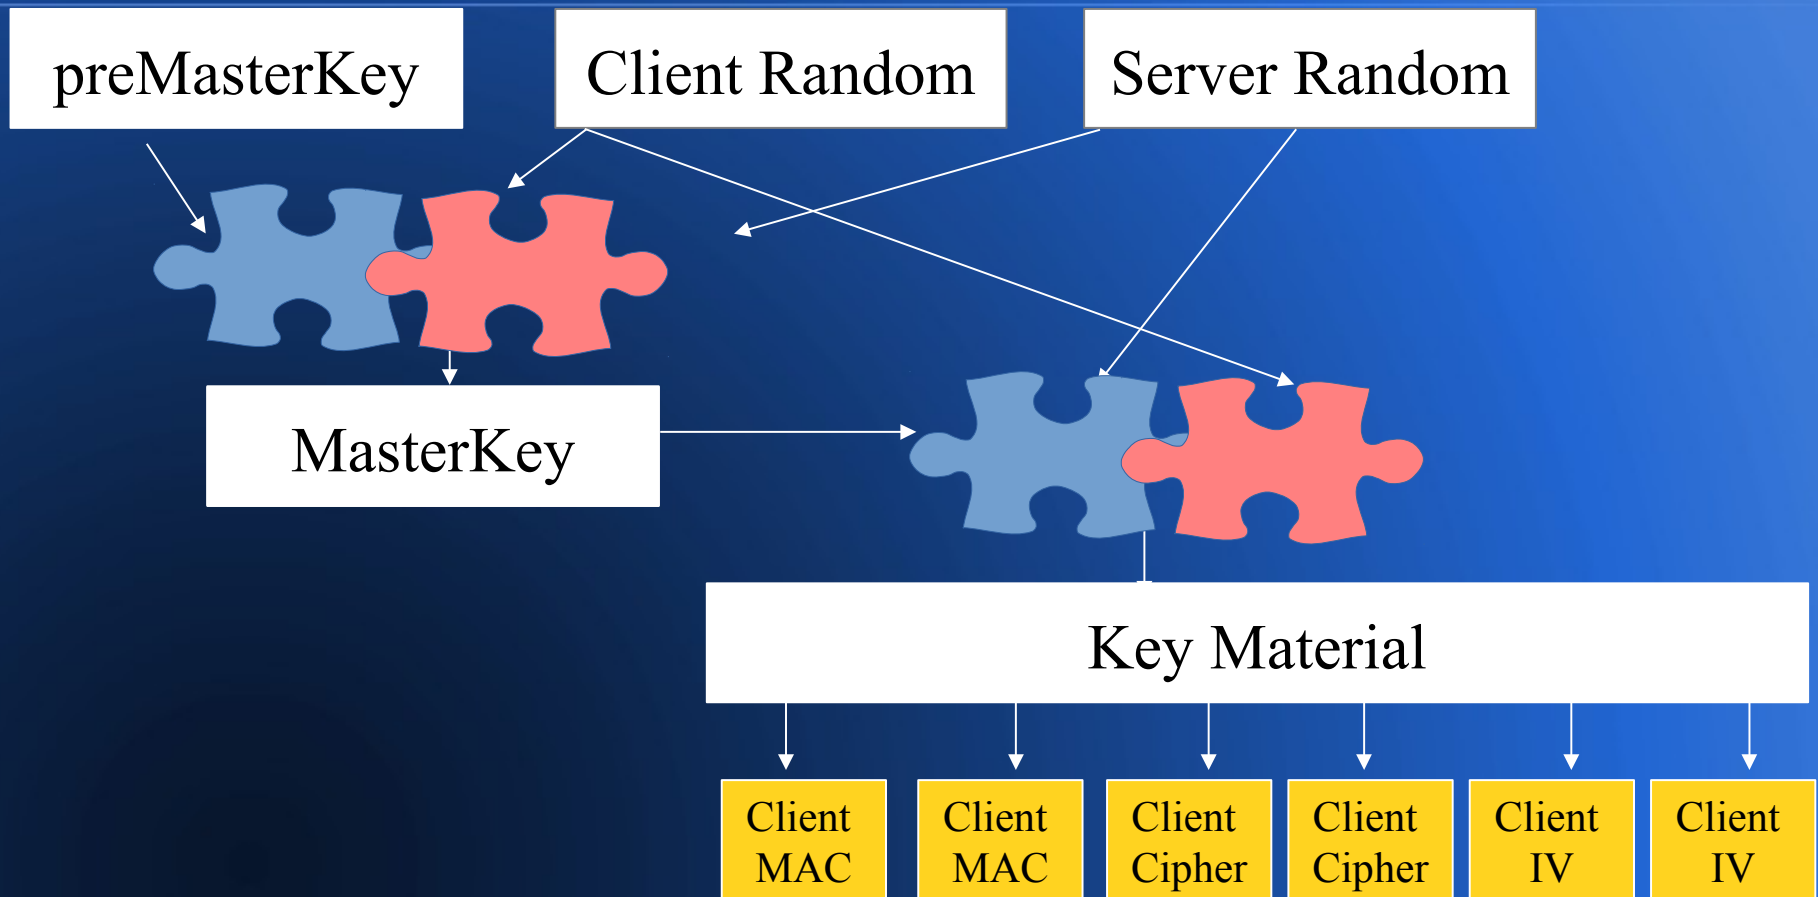 preMasterKey
Client Random
Server Random
MasterKey
Key Material
Client
MAC
Client
MAC
Client
Cipher
Client
Cipher
Client
IV
Client
IV